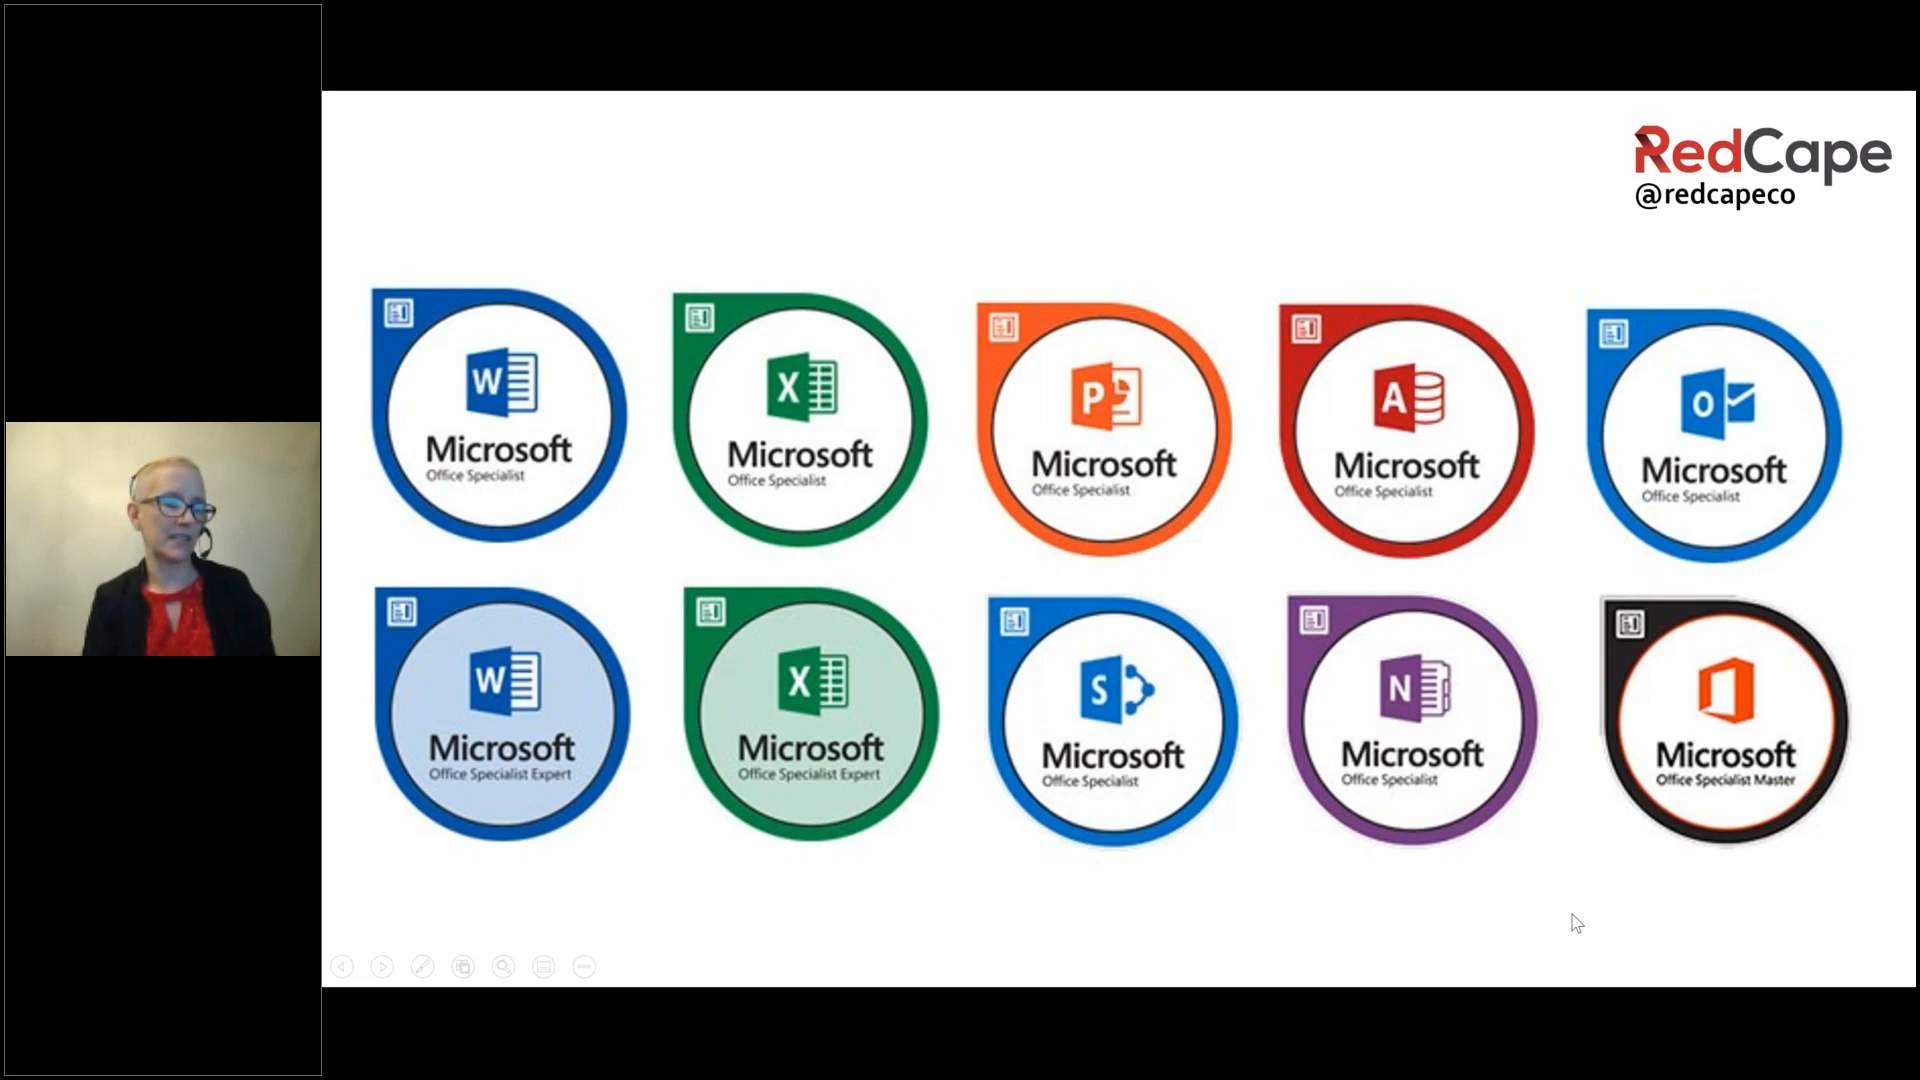 RedCape
@redcapeco
W
Microsoft
Office Specialist
X
Microsoft
Office Specialist
P
Microsoft
Office Specialist
A
Microsoft
Office Specialist
O
Microsoft
Office Specialist
W
Microsoft
Office Specialist Expert
X
Microsoft
Office Specialist Expert
S
Microsoft
Office Specialist
N
Microsoft
Office Specialist
Microsoft
Office Specialist Master